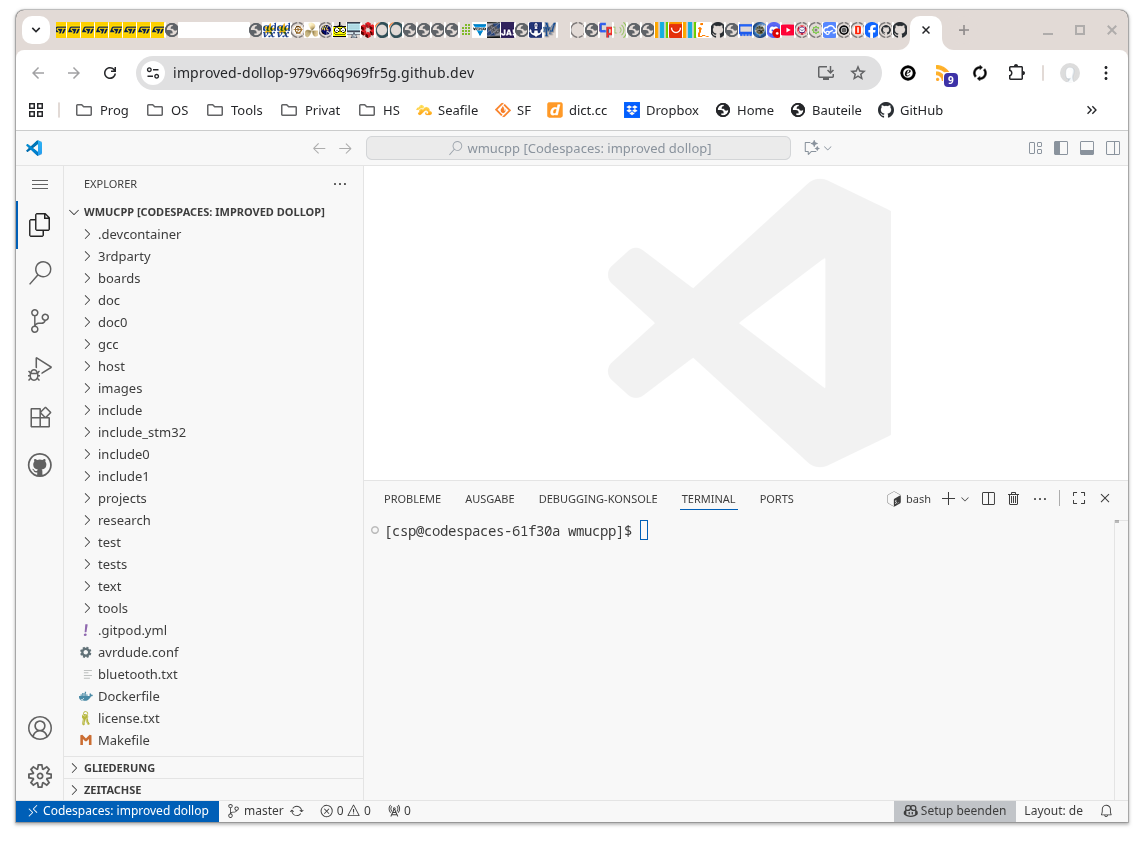 improved-dollop-979v66q969fr5g.github.dev
9
Prog OS Tools Privat HS Seafile SF dict.cc Dropbox Home Bauteile GitHub
wmucpp [Codespaces: improved dollop]
EXPLORER
WMUCPP [CODESPACES: IMPROVED DOLLOP]
.devcontainer
3rdparty
boards
doc
doc0
gcc
host
images
include
include_stm32
include0
include1
projects
research
test
tests
text
tools
.gitpod.yml
avrdude.conf
bluetooth.txt
Dockerfile
license.txt
Makefile
GLIEDERUNG
ZEITACHSE
PROBLEME AUSGABE DEBUGGING-KONSOLE TERMINAL PORTS bash
[csp@codespaces-61f30a wmucpp]$
Codespaces: improved dollop master 0 0 0 Setup beenden Layout: de